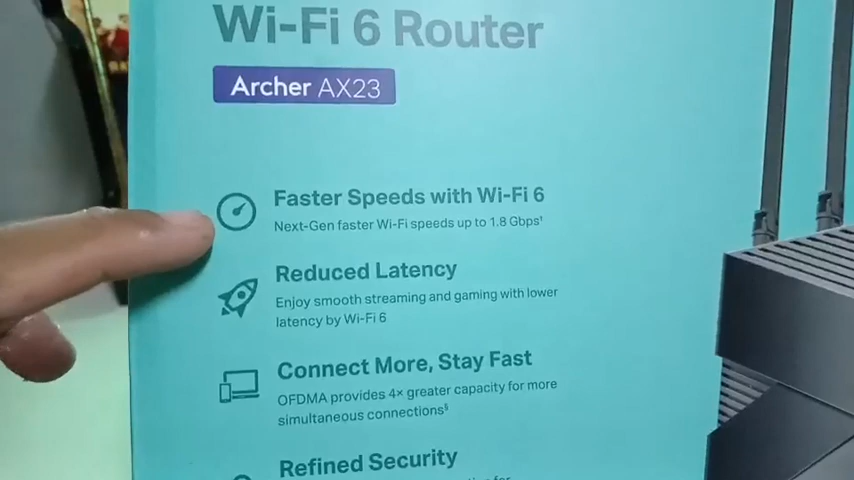 Wi-Fi 6 Router
Archer AX23
Faster Speeds with Wi-Fi 6
Next-Gen faster Wi-Fi speeds up to 1.8 Gbps†
Reduced Latency
Enjoy smooth streaming and gaming with lower
latency by Wi-Fi 6
Connect More, Stay Fast
OFDMA provides 4× greater capacity for more
simultaneous connections§
Refined Security